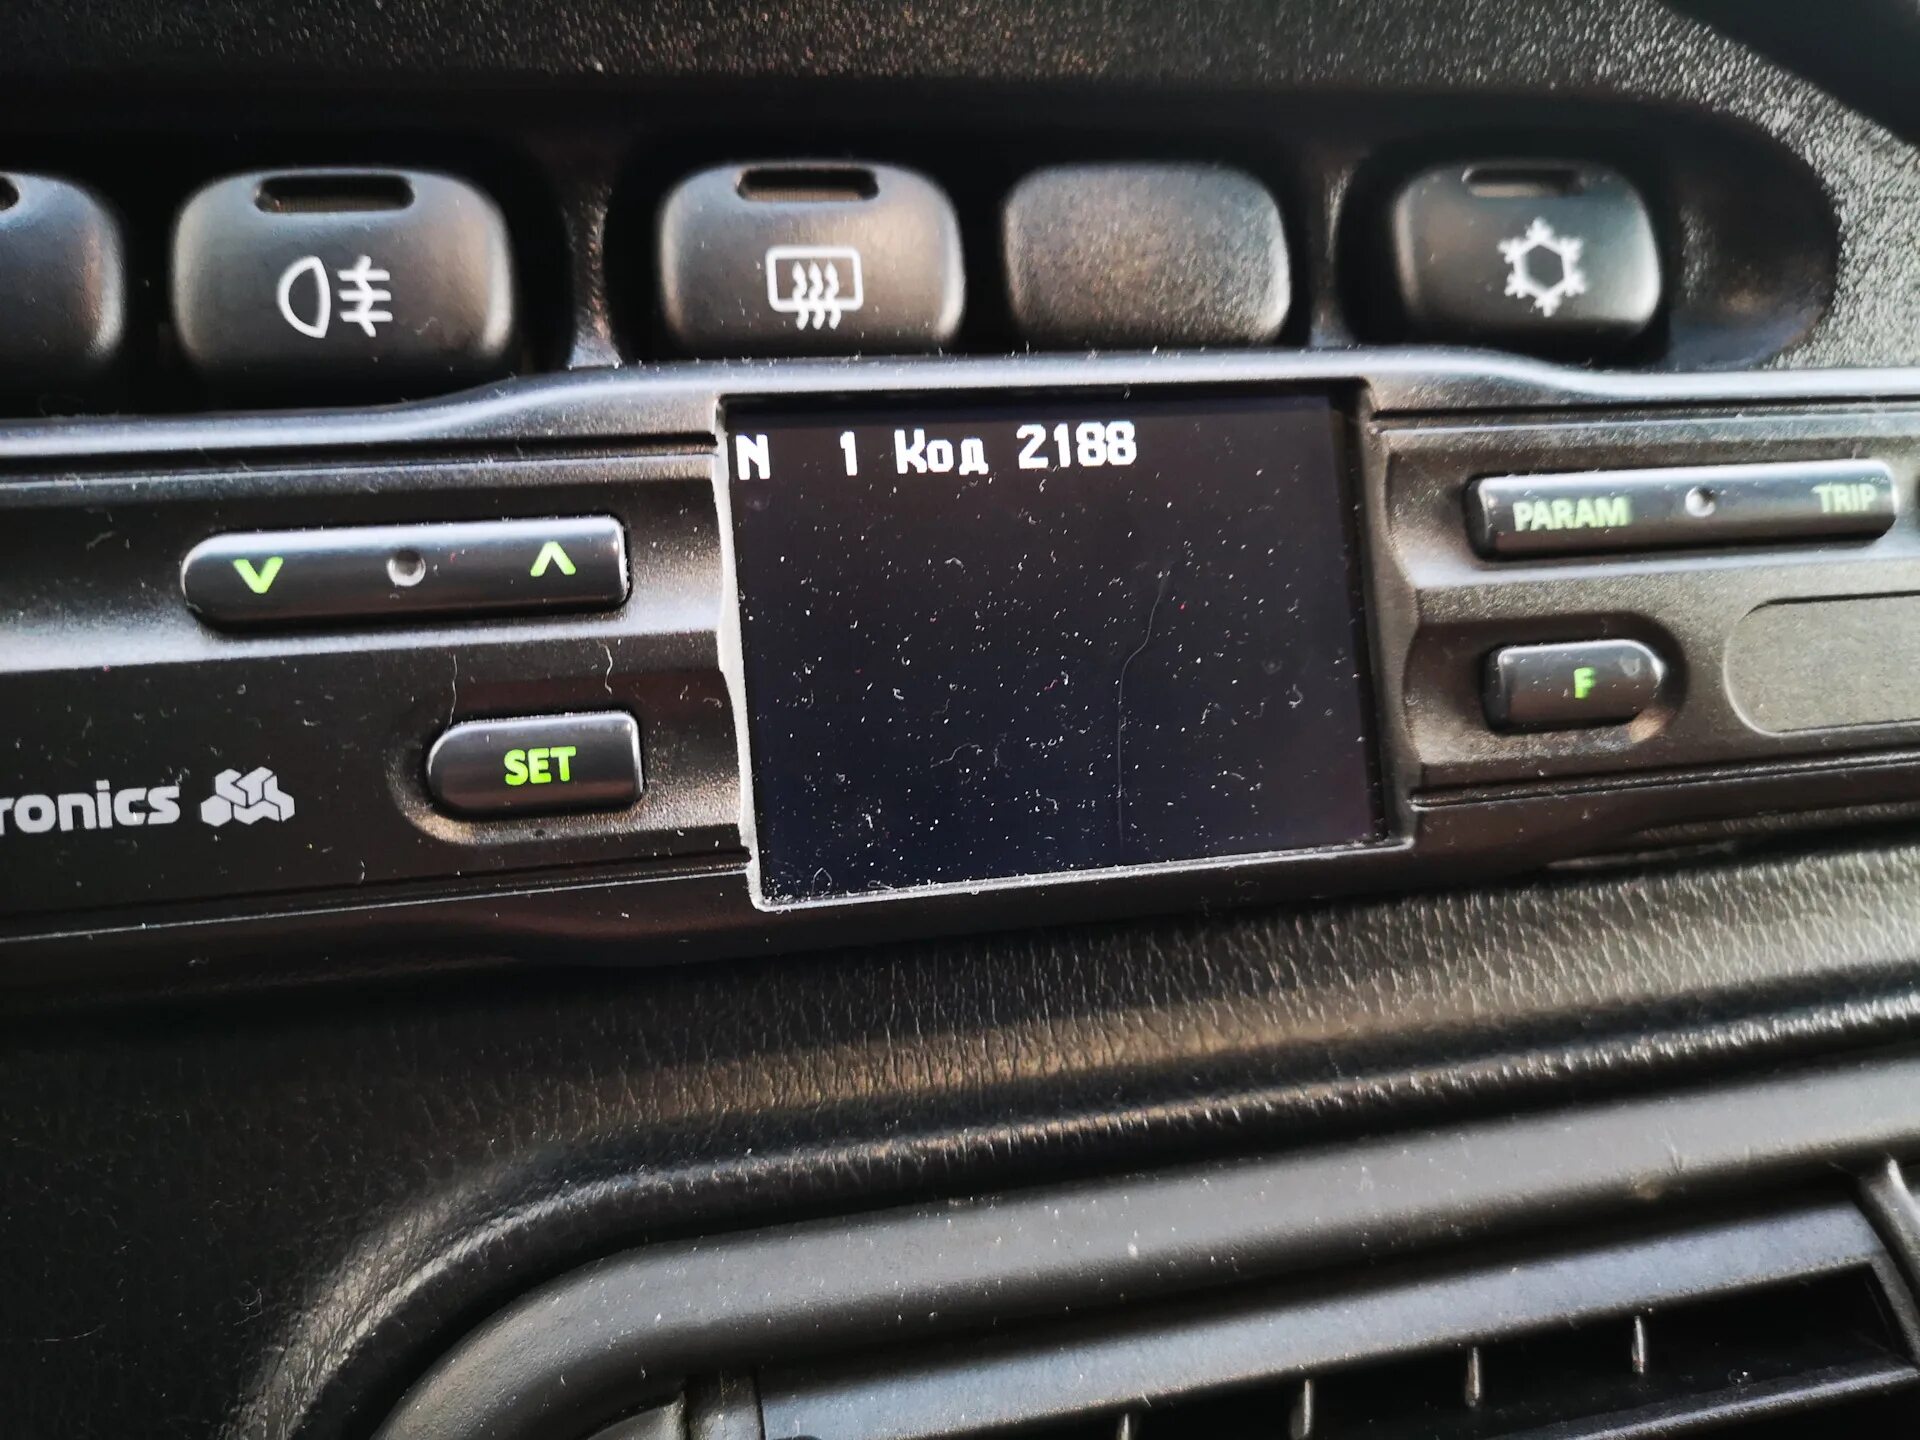 N 1 Код 2188
PARAM TRIP
F
SET
ronics